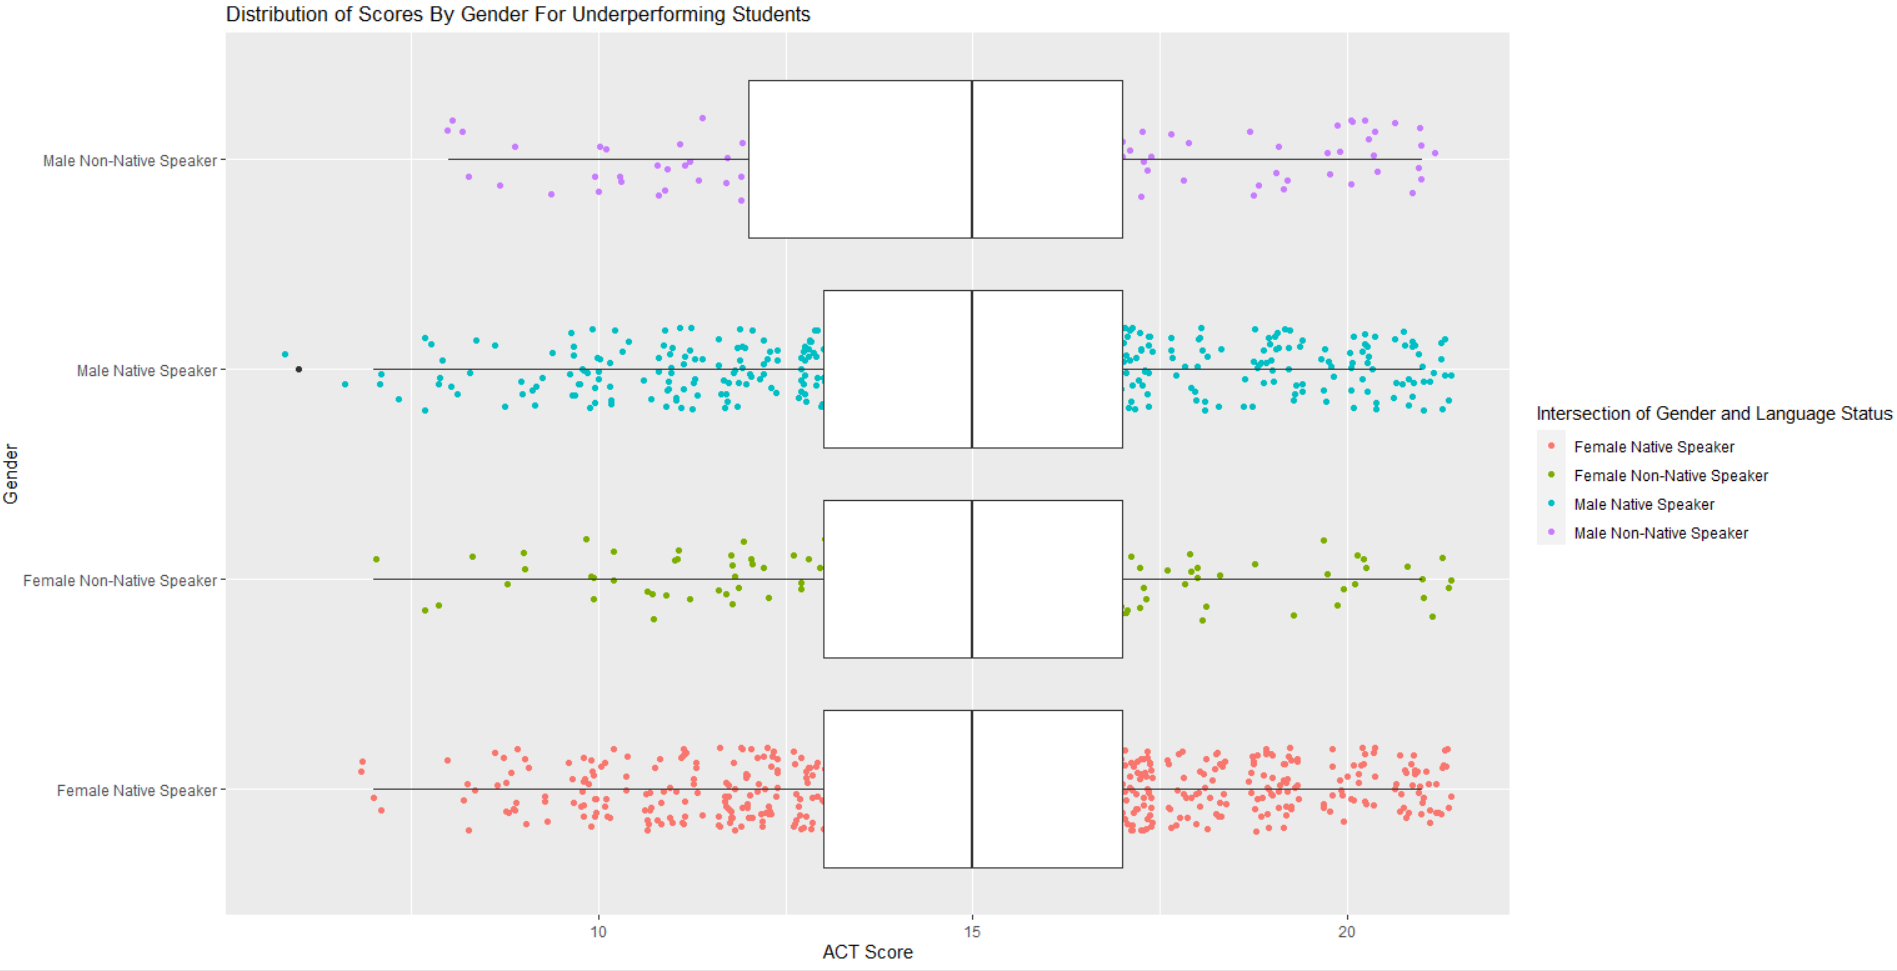 Distribution of Scores By Gender For Underperforming Students
Male Non-Native Speaker
Male Native Speaker
Female Non-Native Speaker
Female Native Speaker
Gender
10
15
20
ACT Score
Intersection of Gender and Language Status
Female Native Speaker
Female Non-Native Speaker
Male Native Speaker
Male Non-Native Speaker